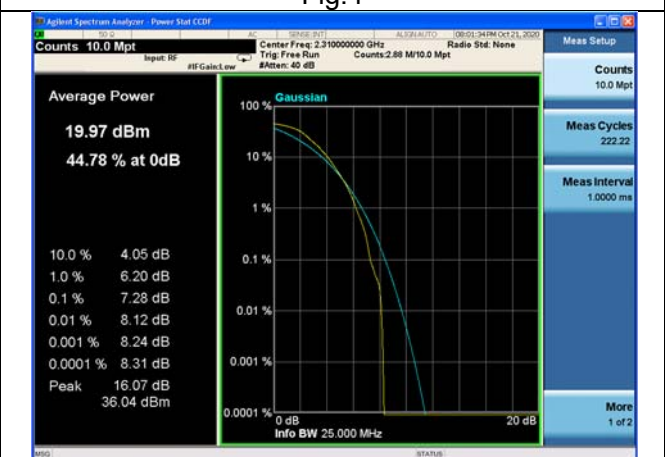 Agilent Spectrum Analyzer - Power Stat CCDF
50 Ω AC SENSE:INT ALIGN AUTO 08:01:34 PM Oct 21, 2020
Counts 10.0 Mpt
Center Freq: 2.310000000 GHz Radio Std: None
Input: RF Trig: Free Run Counts:2.88 M/10.0 Mpt
#IFGain:Low #Atten: 40 dB
Meas Setup
Counts
10.0 Mpt
Meas Cycles
222.22
Meas Interval
1.0000 ms
More
1 of 2
Average Power
19.97 dBm
44.78 % at 0dB
10.0 % 4.05 dB
1.0 % 6.20 dB
0.1 % 7.28 dB
0.01 % 8.12 dB
0.001 % 8.24 dB
0.0001 % 8.31 dB
Peak 16.07 dB
36.04 dBm
Gaussian
100 %
10 %
1 %
0.1 %
0.01 %
0.001 %
0.0001 %
0 dB 20 dB
Info BW 25.000 MHz
MSG STATUS